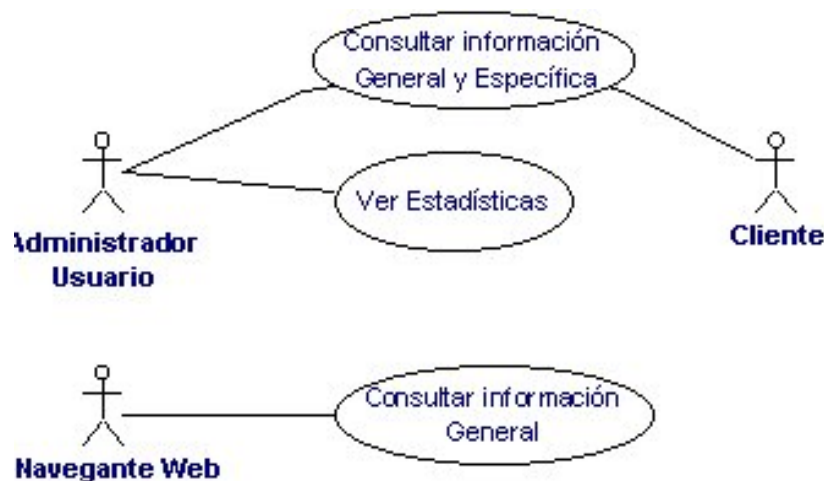 Consultar información
General y Específica
Ver Estadísticas
Administrador
Usuario
Cliente
Consultar información
General
Navegante Web